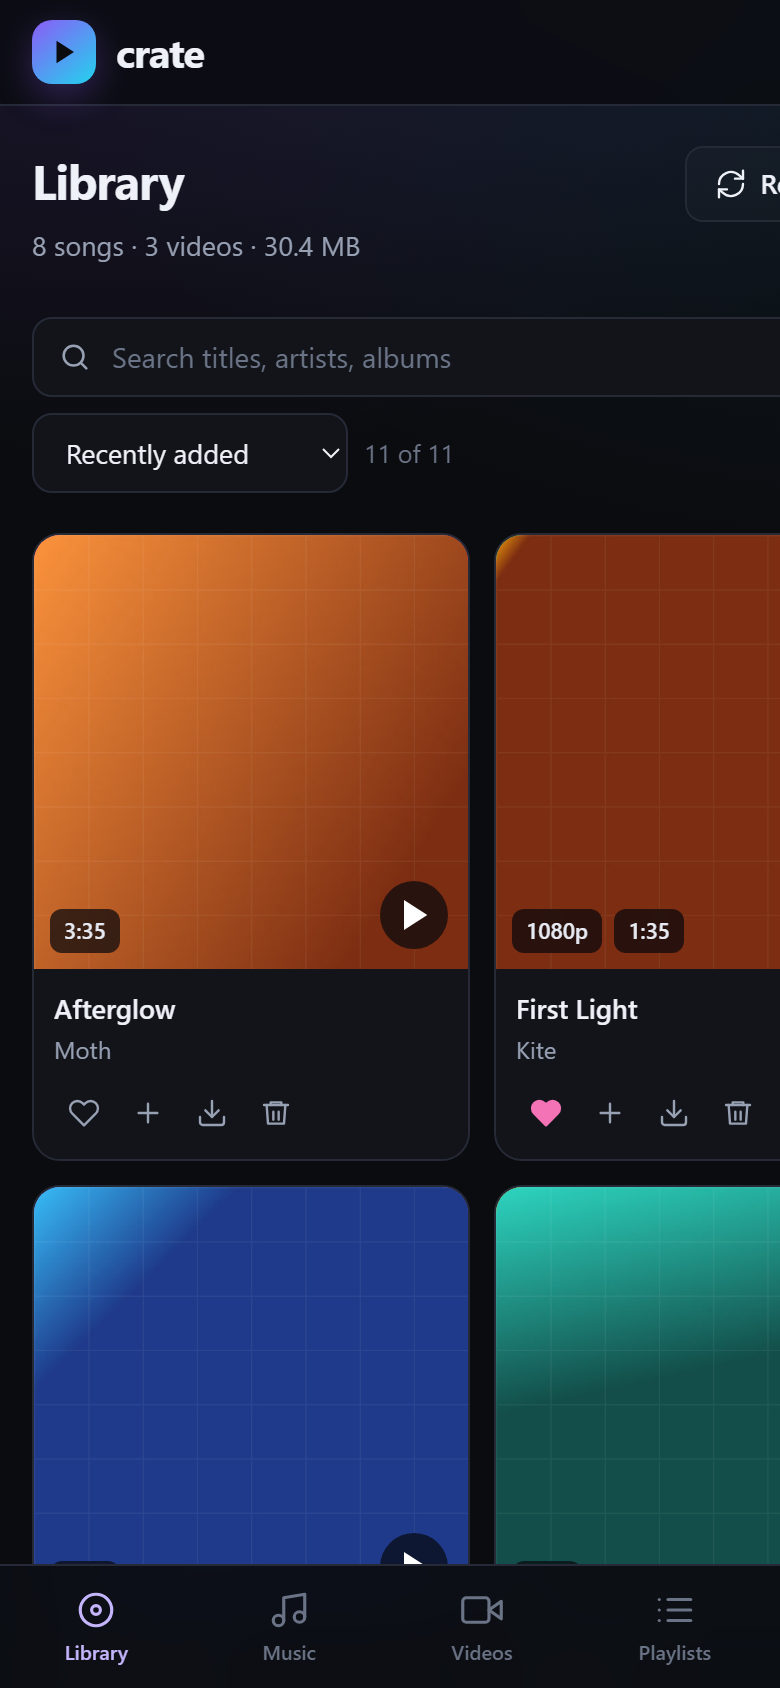 crate
Library
8 songs · 3 videos · 30.4 MB
Search titles, artists, albums
Recently added
11 of 11
3:35
1080p 1:35
Afterglow
Moth
First Light
Kite
Library
Music
Videos
Playlists